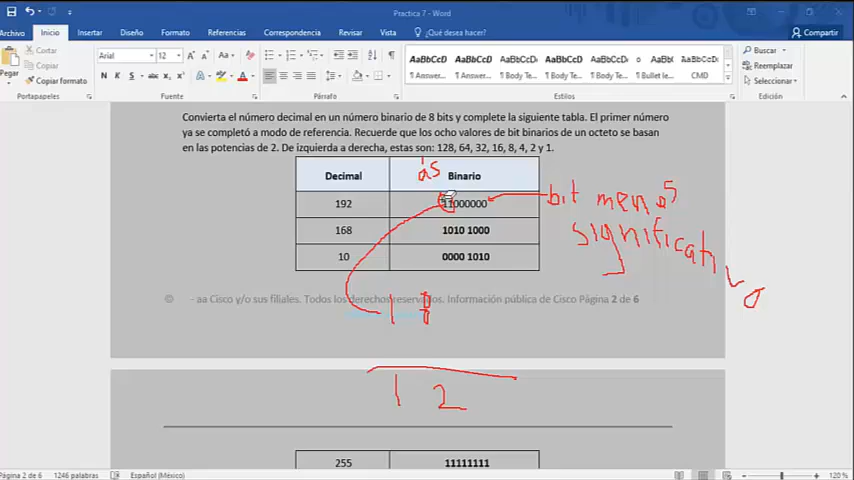 Practica 7 - Word
Archivo Inicio Insertar Diseño Formato Referencias Correspondencia Revisar Vista ¿Qué desea hacer? Compartir
Cortar
Copiar
Pegar
Copiar formato
Arial 12
N K S
AaBbCcD AaBbCcD AaBbCcDc AaBbCcDc AaBbCcDc AaBbCcI
¶ Answer... ¶ Answer... ¶ Body Te... ¶ Body Te... ¶ Bullet le... CMD
Buscar
Reemplazar
Seleccionar
Portapapeles Fuente Párrafo Estilos Edición
Convierta el número decimal en un número binario de 8 bits y complete la siguiente tabla. El primer número
ya se completó a modo de referencia. Recuerde que los ocho valores de bit binarios de un octeto se basan
en las potencias de 2. De izquierda a derecha, estas son: 128, 64, 32, 16, 8, 4, 2 y 1.
as
Decimal Binario
192 11000000
168 1010 1000
10 0000 1010
bit menos
significativo
© - aa Cisco y/o sus filiales. Todos los derechos reservados. Información pública de Cisco Página 2 de 6
1 8
1 2
255 11111111
Página 2 de 6 1246 palabras Español (México) 120 %